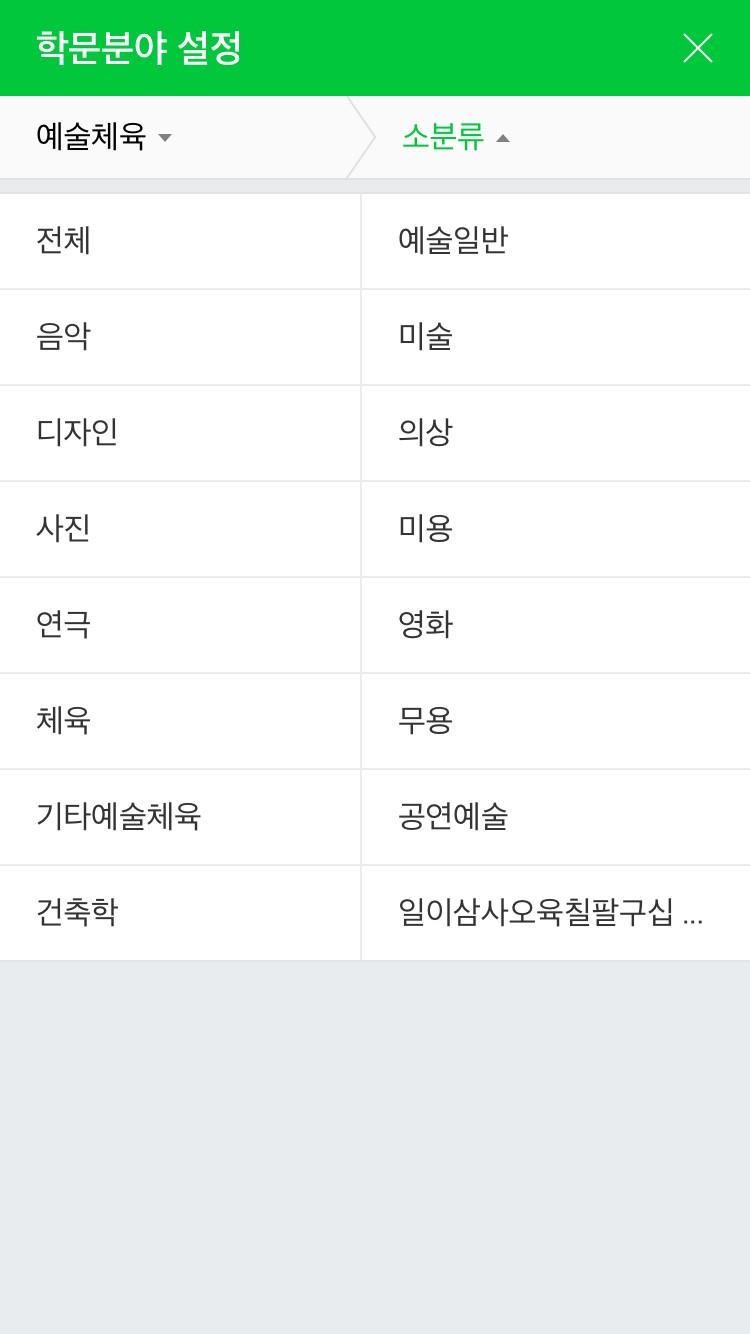 학문분야 설정
예술체육
소분류
전체
예술일반
음악
미술
디자인
의상
사진
미용
연극
영화
체육
무용
기타예술체육
공연예술
건축학
일이삼사오육칠팔구십 ...